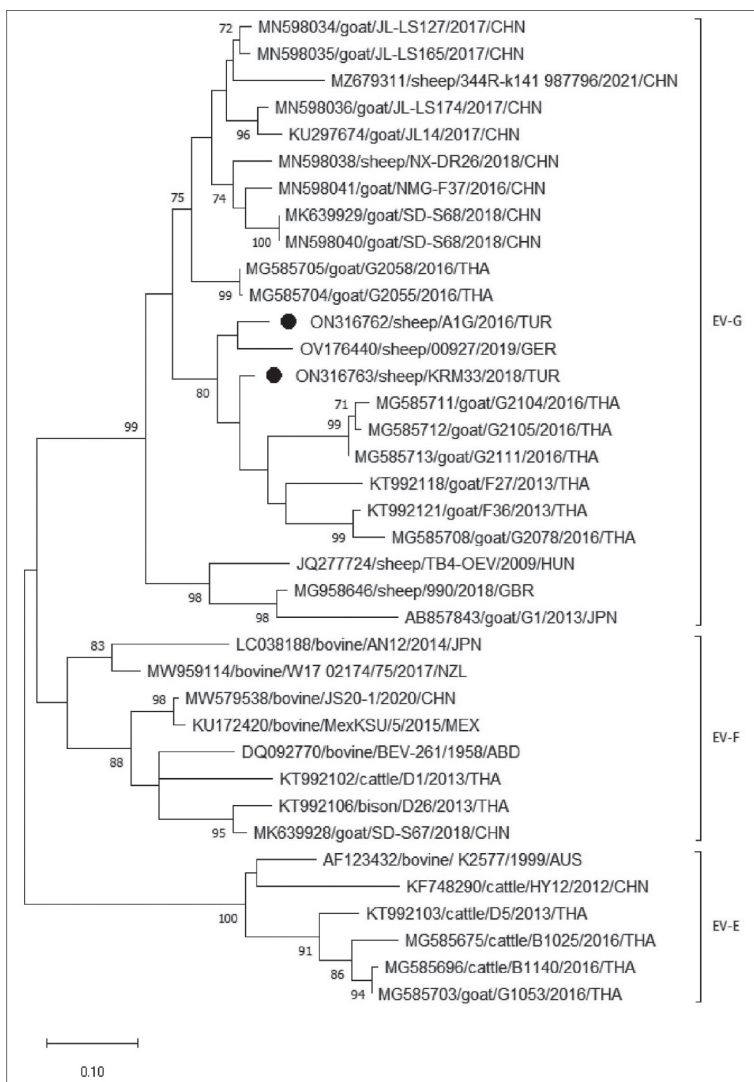 72
MN598034/goat/JL-LS127/2017/CHN
MN598035/goat/JL-LS165/2017/CHN
MZ679311/sheep/344R-k141 987796/2021/CHN
MN598036/goat/JL-LS174/2017/CHN
96
KU297674/goat/JL14/2017/CHN
MN598038/sheep/NX-DR26/2018/CHN
75
74
MN598041/goat/NMG-F37/2016/CHN
MK639929/goat/SD-S68/2018/CHN
100
MN598040/goat/SD-S68/2018/CHN
MG585705/goat/G2058/2016/THA
99
MG585704/goat/G2055/2016/THA
ON316762/sheep/A1G/2016/TUR
EV-G
OV176440/sheep/00927/2019/GER
80
ON316763/sheep/KRM33/2018/TUR
71
MG585711/goat/G2104/2016/THA
99
99
MG585712/goat/G2105/2016/THA
MG585713/goat/G2111/2016/THA
KT992118/goat/F27/2013/THA
KT992121/goat/F36/2013/THA
99
MG585708/goat/G2078/2016/THA
JQ277724/sheep/TB4-OEV/2009/HUN
98
MG958646/sheep/990/2018/GBR
98
AB857843/goat/G1/2013/JPN
83
LC038188/bovine/AN12/2014/JPN
MW959114/bovine/W17 02174/75/2017/NZL
98
MW579538/bovine/JS20-1/2020/CHN
KU172420/bovine/MexKSU/5/2015/MEX
EV-F
88
DQ092770/bovine/BEV-261/1958/ABD
KT992102/cattle/D1/2013/THA
KT992106/bison/D26/2013/THA
95
MK639928/goat/SD-S67/2018/CHN
AF123432/bovine/ K2577/1999/AUS
KF748290/cattle/HY12/2012/CHN
100
KT992103/cattle/D5/2013/THA
EV-E
91
MG585675/cattle/B1025/2016/THA
86
MG585696/cattle/B1140/2016/THA
94
MG585703/goat/G1053/2016/THA
0.10